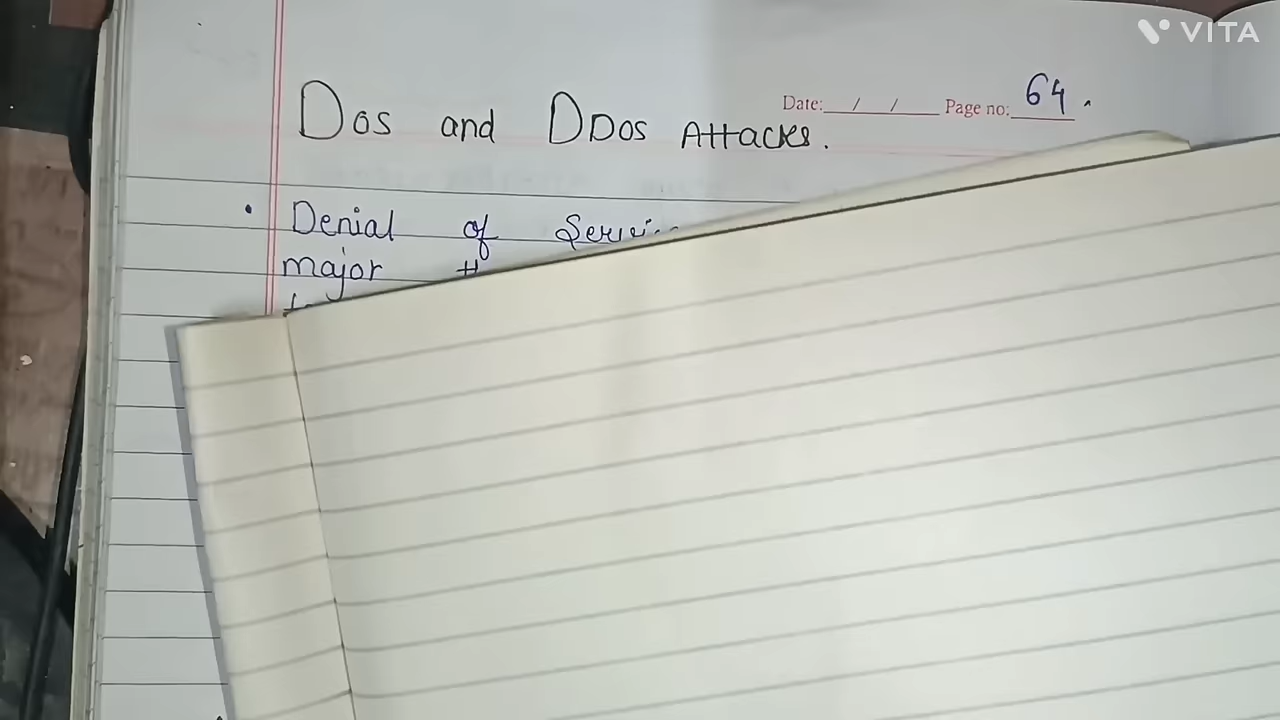 VITA
Date: / / Page no: 64.
Dos and DDos Attacks.
• Denial of
major